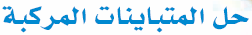 حل المتباينات المركبة